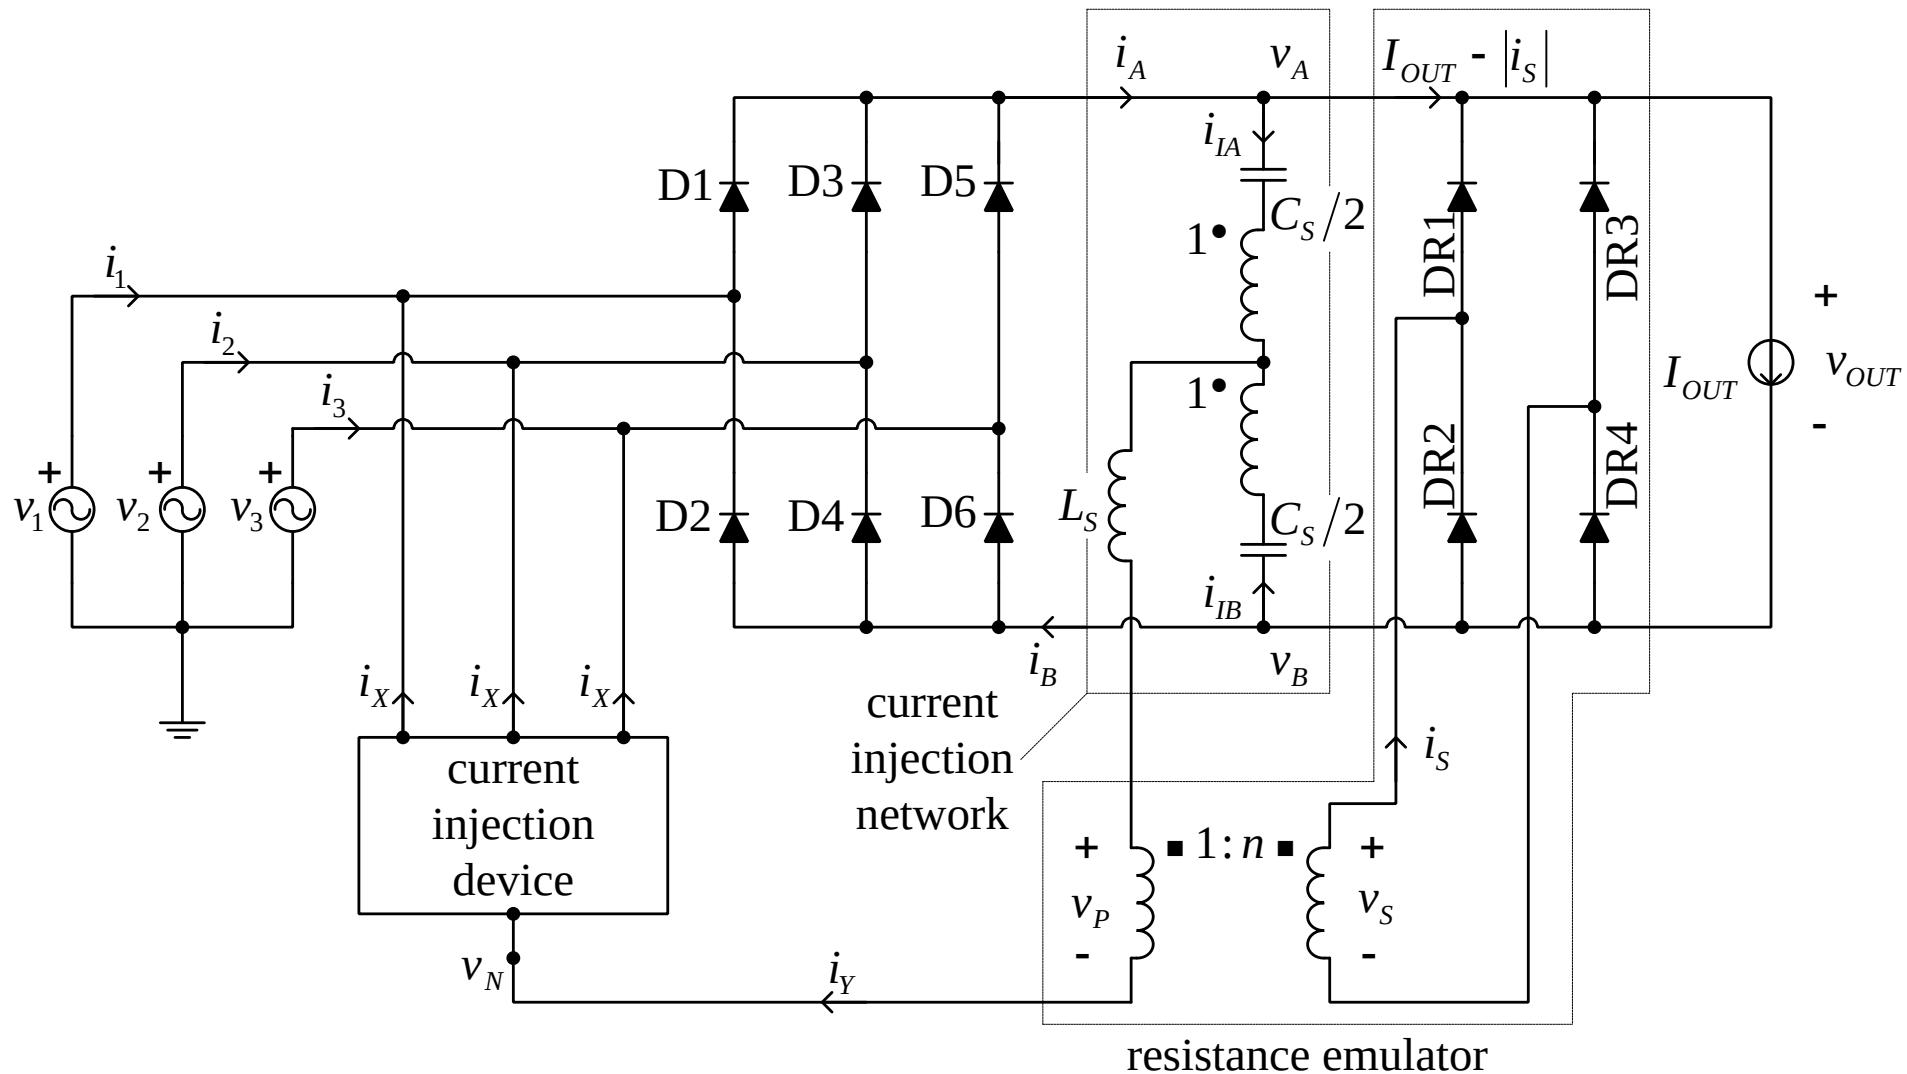 i_A
v_A
I_OUT - |i_S|
i_IA
D1
D3
D5
C_S/2
1
DR1
DR3
i_1
i_2
i_3
+
I_OUT
v_OUT
-
1
DR2
DR4
+
+
+
v_1
v_2
v_3
D2
D4
D6
L_S
C_S/2
i_IB
i_B
v_B
i_X
i_X
i_X
current
injection
network
i_S
current
injection
device
+
1:n
+
v_P
v_S
-
-
v_N
i_Y
resistance emulator